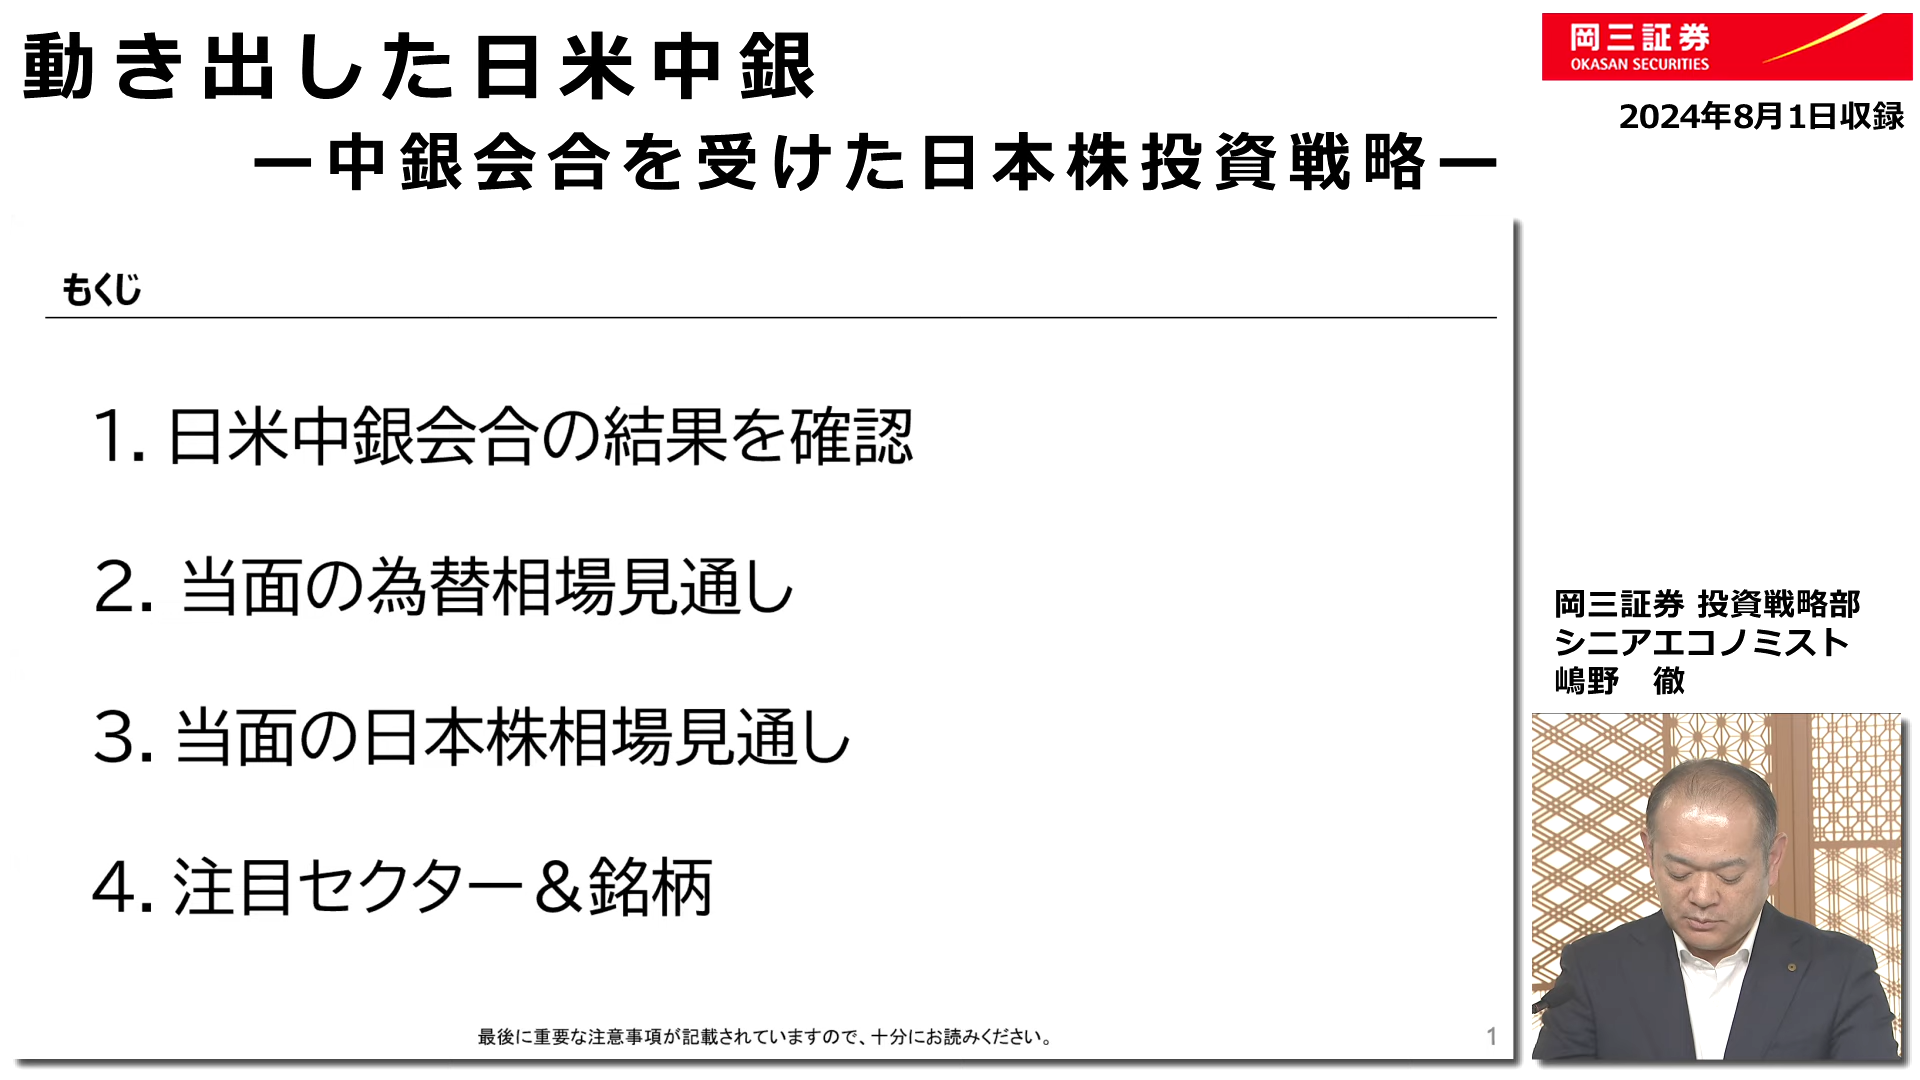 動き出した日米中銀
ー中銀会合を受けた日本株投資戦略ー
岡三証券
OKASAN SECURITIES
2024年8月1日収録
もくじ
1. 日米中銀会合の結果を確認
2. 当面の為替相場見通し
3. 当面の日本株相場見通し
4. 注目セクター＆銘柄
最後に重要な注意事項が記載されていますので、十分にお読みください。
1
岡三証券 投資戦略部
シニアエコノミスト
嶋野　徹